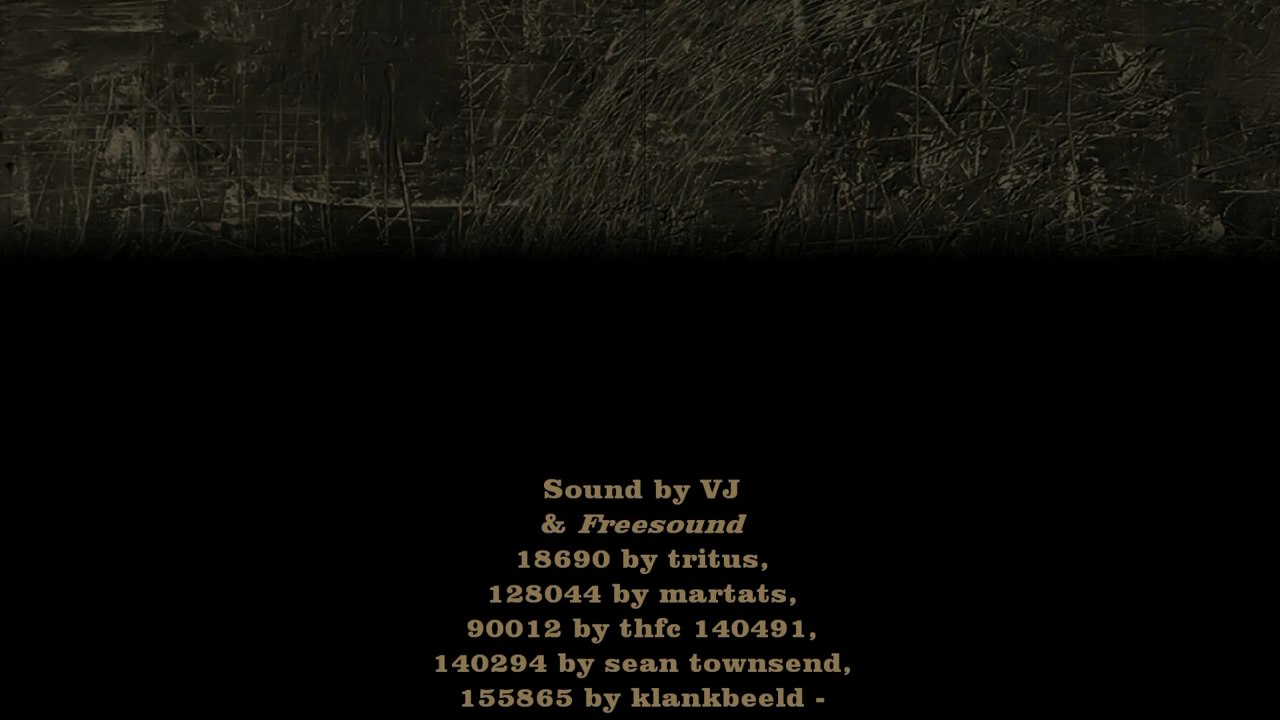 Sound by VJ
& Freesound
18690 by tritus,
128044 by martats,
90012 by thfc 140491,
140294 by sean townsend,
155865 by klankbeeld -